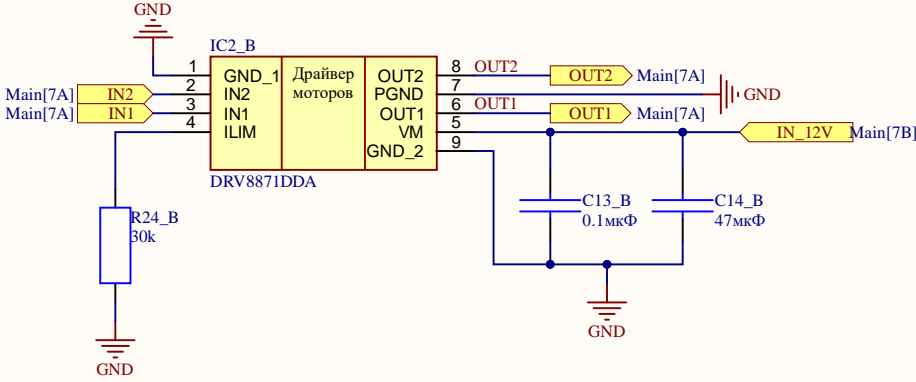 GND
IC2_B
1 GND_1 Драйвер OUT2 8 OUT2 OUT2 Main[7A]
Main[7A] IN2 2 IN2 моторов PGND 7 GND
Main[7A] IN1 3 IN1 OUT1 6 OUT1 OUT1 Main[7A]
4 ILIM VM 5 IN_12V Main[7B]
GND_2 9
DRV8871DDA
R24_B
30k
C13_B
0.1мкФ
C14_B
47мкФ
GND
GND